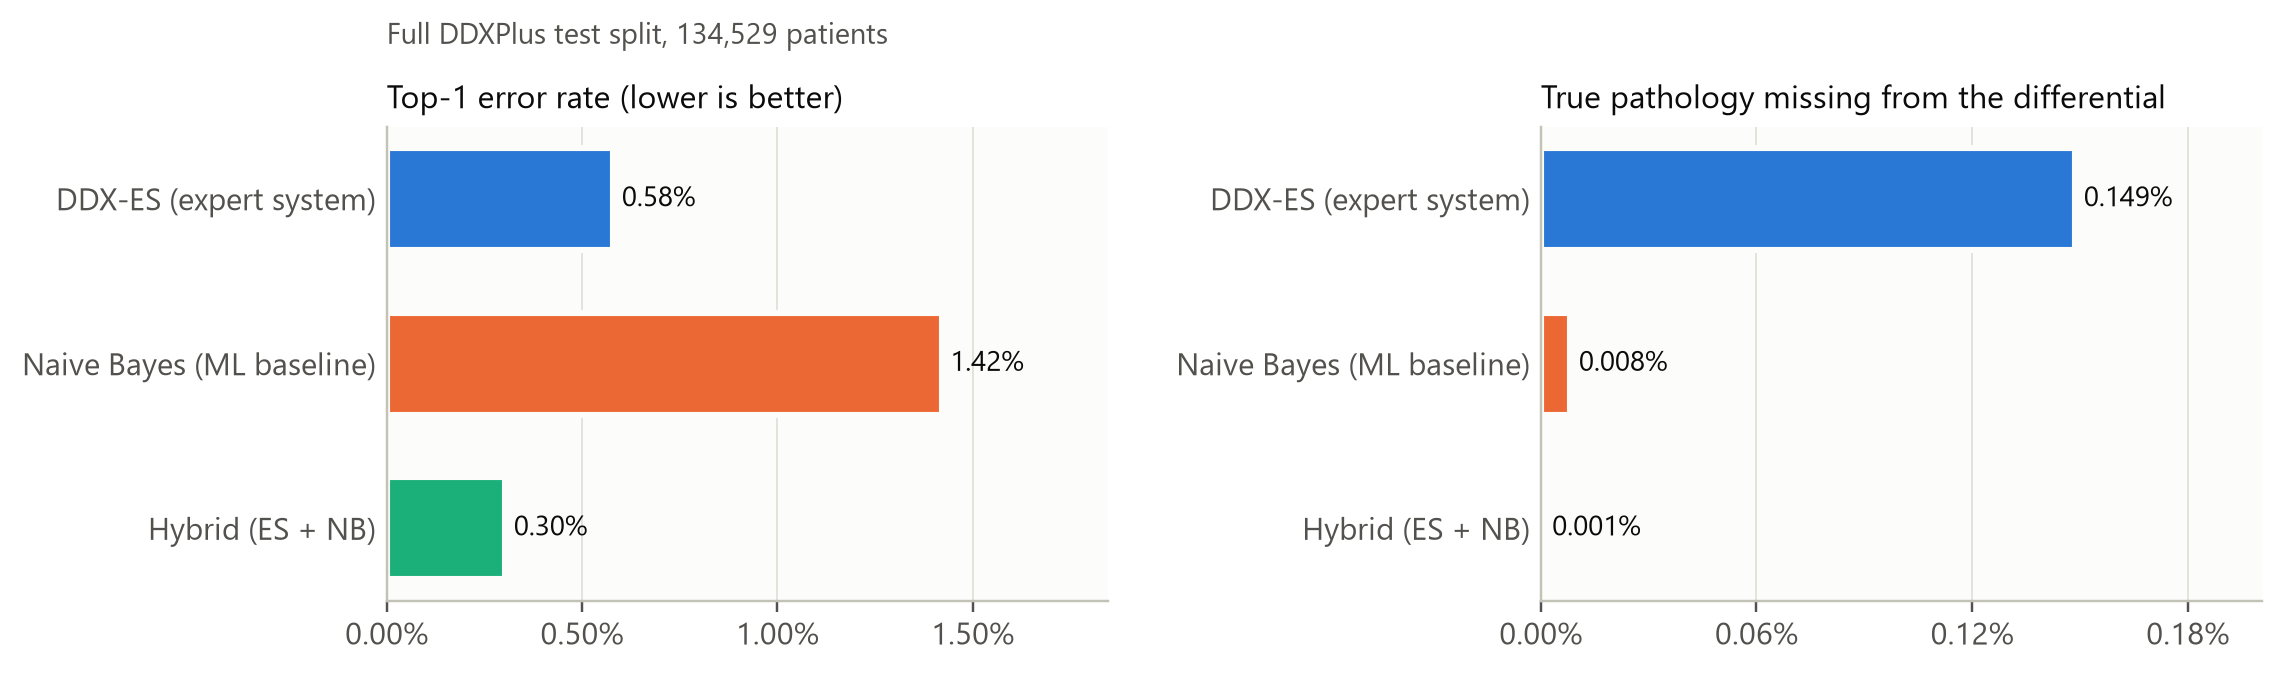 Full DDXPlus test split, 134,529 patients
Top-1 error rate (lower is better)
DDX-ES (expert system)
0.58%
Naive Bayes (ML baseline)
1.42%
Hybrid (ES + NB)
0.30%
0.00% 0.50% 1.00% 1.50%
True pathology missing from the differential
DDX-ES (expert system)
0.149%
Naive Bayes (ML baseline)
0.008%
Hybrid (ES + NB)
0.001%
0.00% 0.06% 0.12% 0.18%